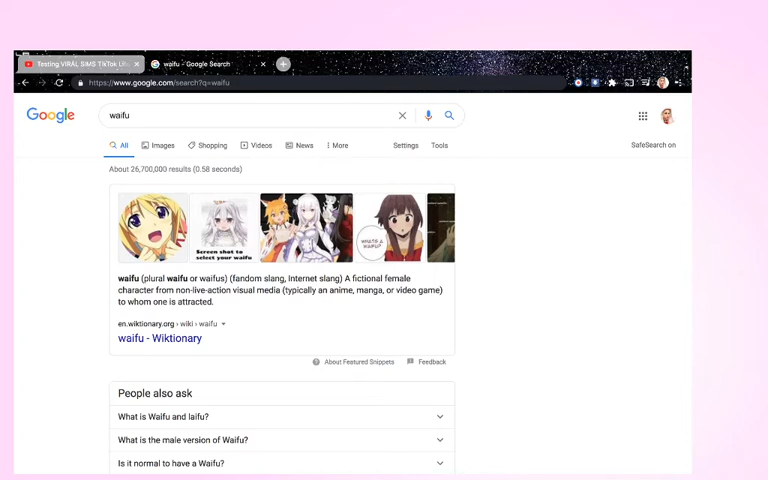 Testing VIRAL SIMS TikTok Lif
waifu - Google Search
https://www.google.com/search?q=waifu
Google
waifu
All
Images
Shopping
Videos
News
More
Settings
Tools
SafeSearch on
About 26,700,000 results (0.58 seconds)
Screen shot to
select your waifu
WHAT'S A
WAIFU?
waifu (plural waifu or waifus) (fandom slang, Internet slang) A fictional female
character from non-live-action visual media (typically an anime, manga, or video game)
to whom one is attracted.
en.wiktionary.org › wiki › waifu
waifu - Wiktionary
About Featured Snippets
Feedback
People also ask
What is Waifu and laifu?
What is the male version of Waifu?
Is it normal to have a Waifu?